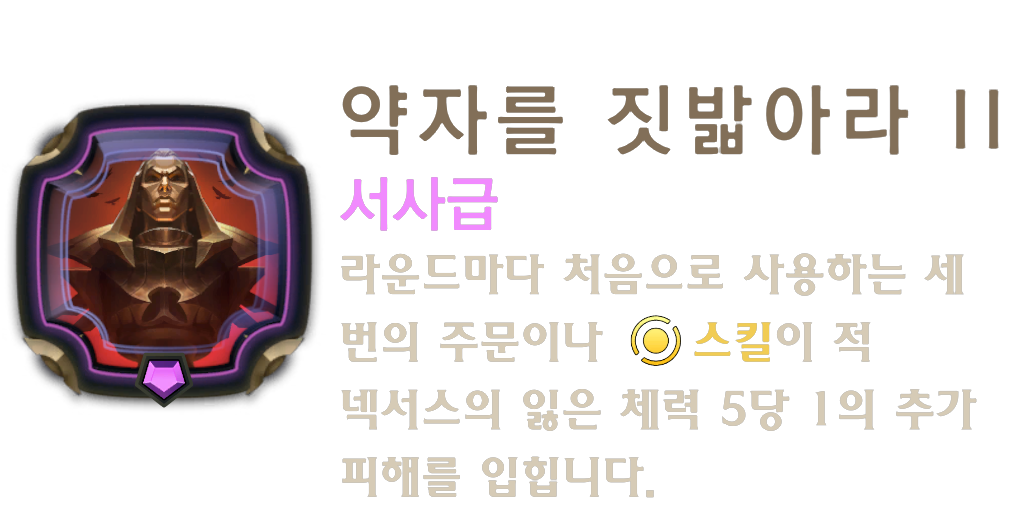 약자를 짓밟아라 II
서사급
라운드마다 처음으로 사용하는 세
번의 주문이나 스킬이 적
넥서스의 잃은 체력 5당 1의 추가
피해를 입힙니다.